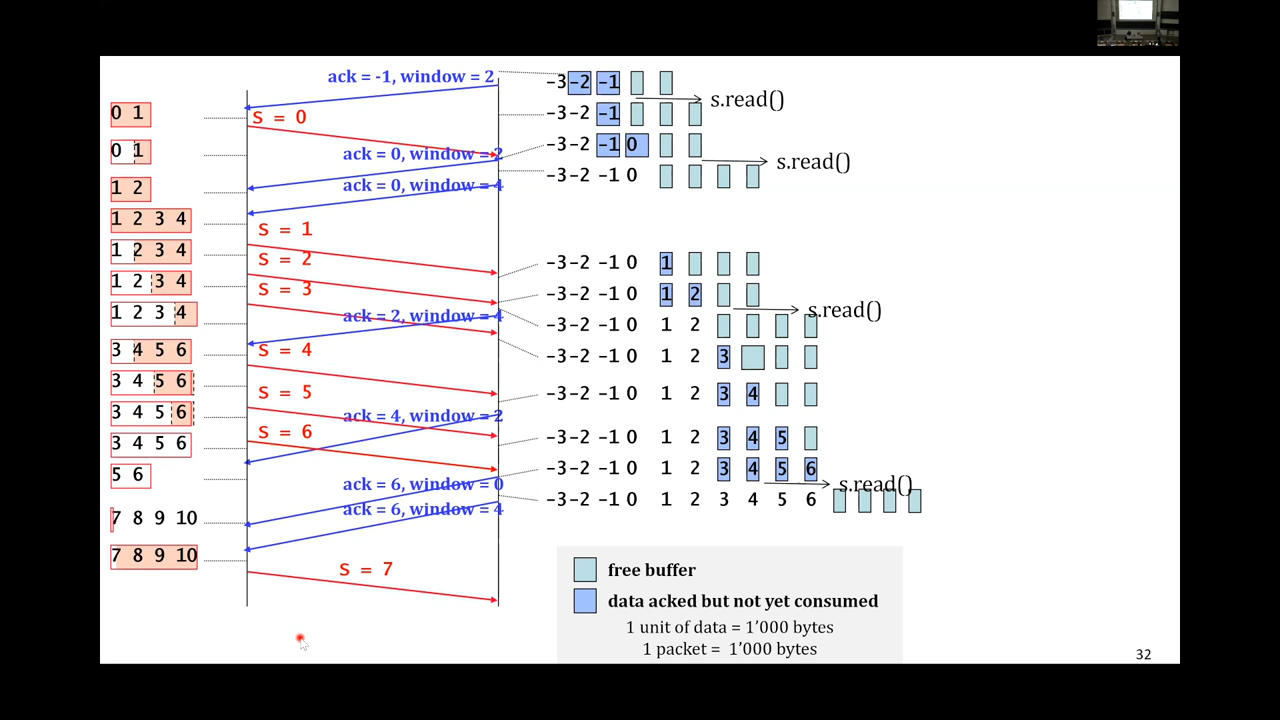 ack = -1, window = 2
-3 -2 -1
s.read()
0 1
S = 0
-3 -2 -1
0 1
ack = 0, window = 2
-3 -2 -1 0
s.read()
1 2
ack = 0, window = 4
-3 -2 -1 0
1 2 3 4
S = 1
1 2 3 4
S = 2
-3 -2 -1 0 1
1 2 3 4
S = 3
-3 -2 -1 0 1 2
s.read()
1 2 3 4
ack = 2, window = 4
-3 -2 -1 0 1 2
3 4 5 6
S = 4
-3 -2 -1 0 1 2 3
3 4 5 6
S = 5
-3 -2 -1 0 1 2 3 4
3 4 5 6
ack = 4, window = 2
3 4 5 6
S = 6
-3 -2 -1 0 1 2 3 4 5
5 6
-3 -2 -1 0 1 2 3 4 5 6
ack = 6, window = 0
s.read()
-3 -2 -1 0 1 2 3 4 5 6
7 8 9 10
ack = 6, window = 4
7 8 9 10
S = 7
free buffer
data acked but not yet consumed
1 unit of data = 1’000 bytes
1 packet = 1’000 bytes
32